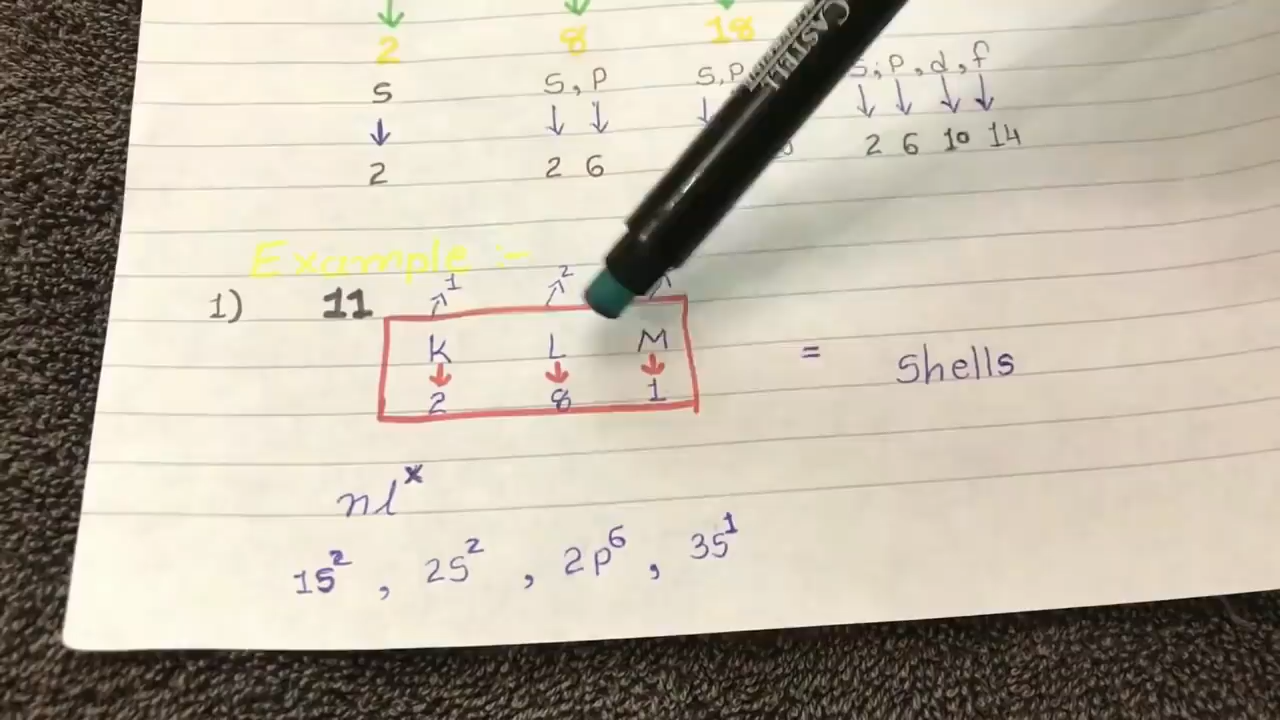 2 8 18
S S, P S, P S, P, d, f
2 2 6 2 6 10 14
Example :-
1) 11 1 2
K L M = Shells
2 8 1
nl^x
1S², 2S², 2P⁶, 3S¹
CASTELL